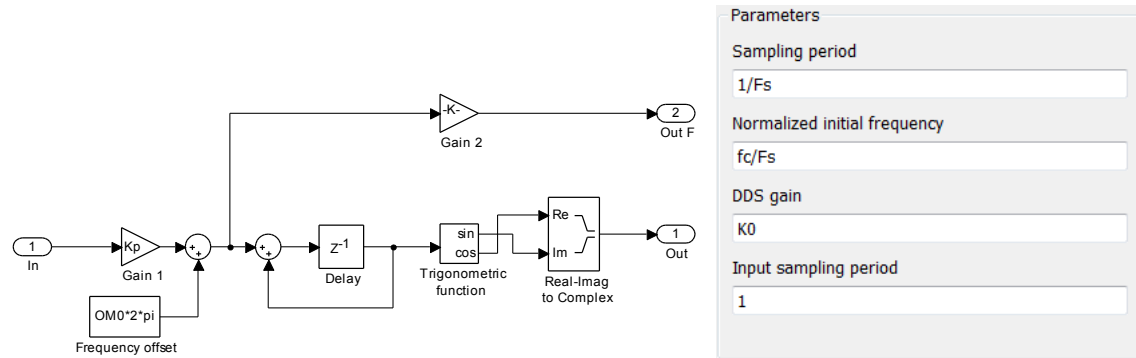 -K-
Gain 2
2
Out F
1
In
Kp
Gain 1
+
+
OM0*2*pi
Frequency offset
+
+
Z-1
Delay
sin
cos
Trigonometric
function
Re
Im
Real-Imag
to Complex
1
Out
Parameters
Sampling period
1/Fs
Normalized initial frequency
fc/Fs
DDS gain
K0
Input sampling period
1